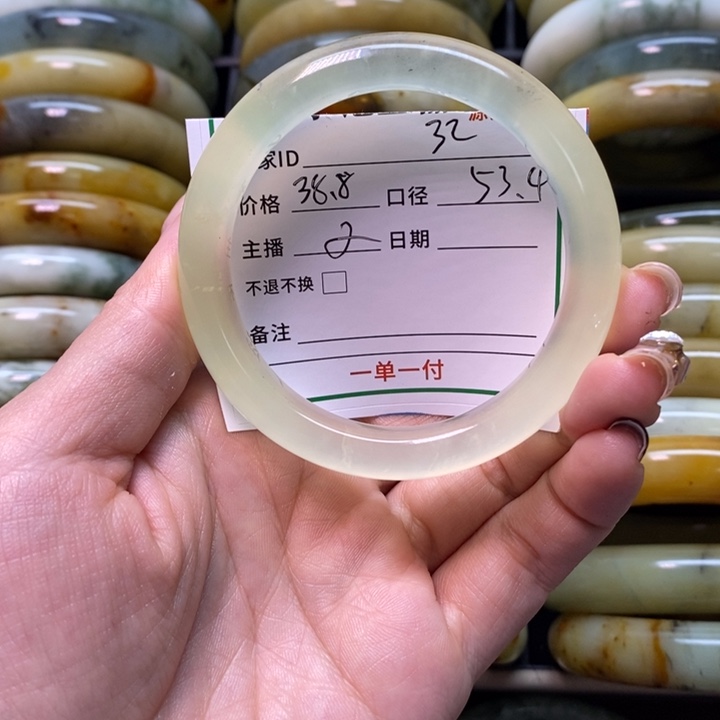 家ID 32
价格 38.8 口径 53.4
主播 2 日期
不退不换
备注
一单一付